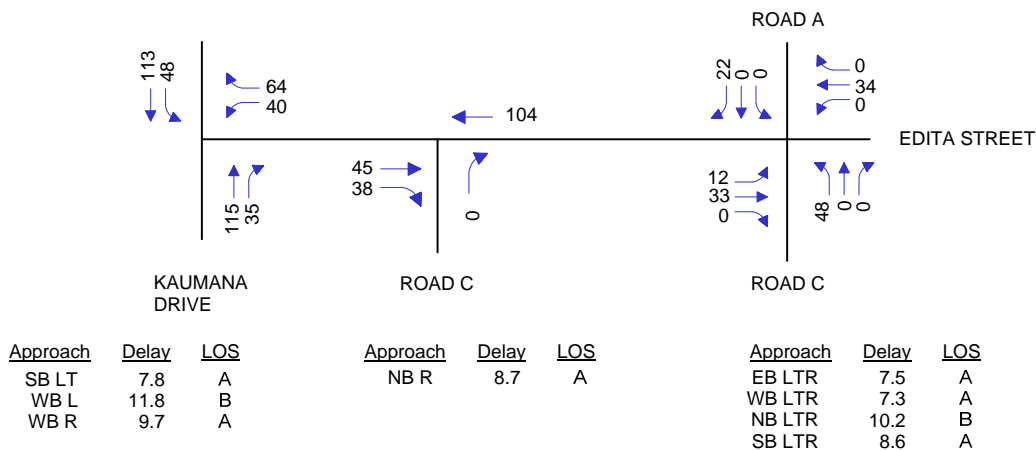 ROAD A
113
48
64
40
104
22
0
0
0
34
0
EDITA STREET
115
35
45
38
0
12
33
0
48
0
0
KAUMANA
DRIVE
ROAD C
ROAD C
Approach Delay LOS
SB LT 7.8 A
WB L 11.8 B
WB R 9.7 A
Approach Delay LOS
NB R 8.7 A
Approach Delay LOS
EB LTR 7.5 A
WB LTR 7.3 A
NB LTR 10.2 B
SB LTR 8.6 A